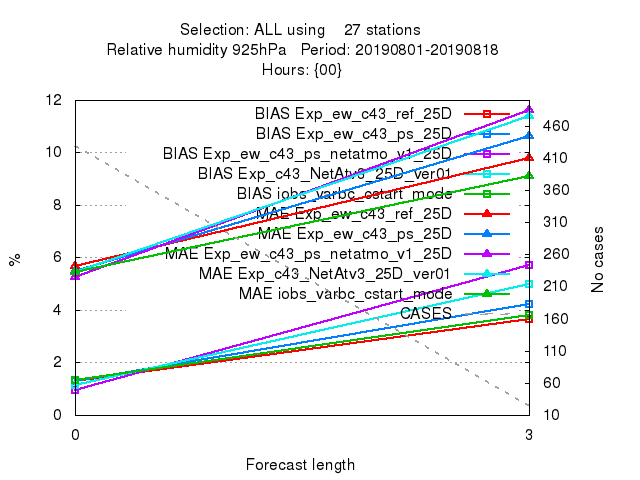 Selection: ALL using 27 stations
Relative humidity 925hPa Period: 20190801-20190818
Hours: {00}
BIAS Exp_ew_c43_ref_25D
BIAS Exp_ew_c43_ps_25D
BIAS Exp_ew_c43_ps_netatmo_v1_25D
BIAS Exp_c43_NetAtv3_25D_ver01
BIAS iobs_varbc_cstart_mode
MAE Exp_ew_c43_ref_25D
MAE Exp_ew_c43_ps_25D
MAE Exp_ew_c43_ps_netatmo_v1_25D
MAE Exp_c43_NetAtv3_25D_ver01
MAE iobs_varbc_cstart_mode
CASES
12
10
8
6
4
2
0
%
460
410
360
310
260
210
160
110
60
10
No cases
0 3
Forecast length